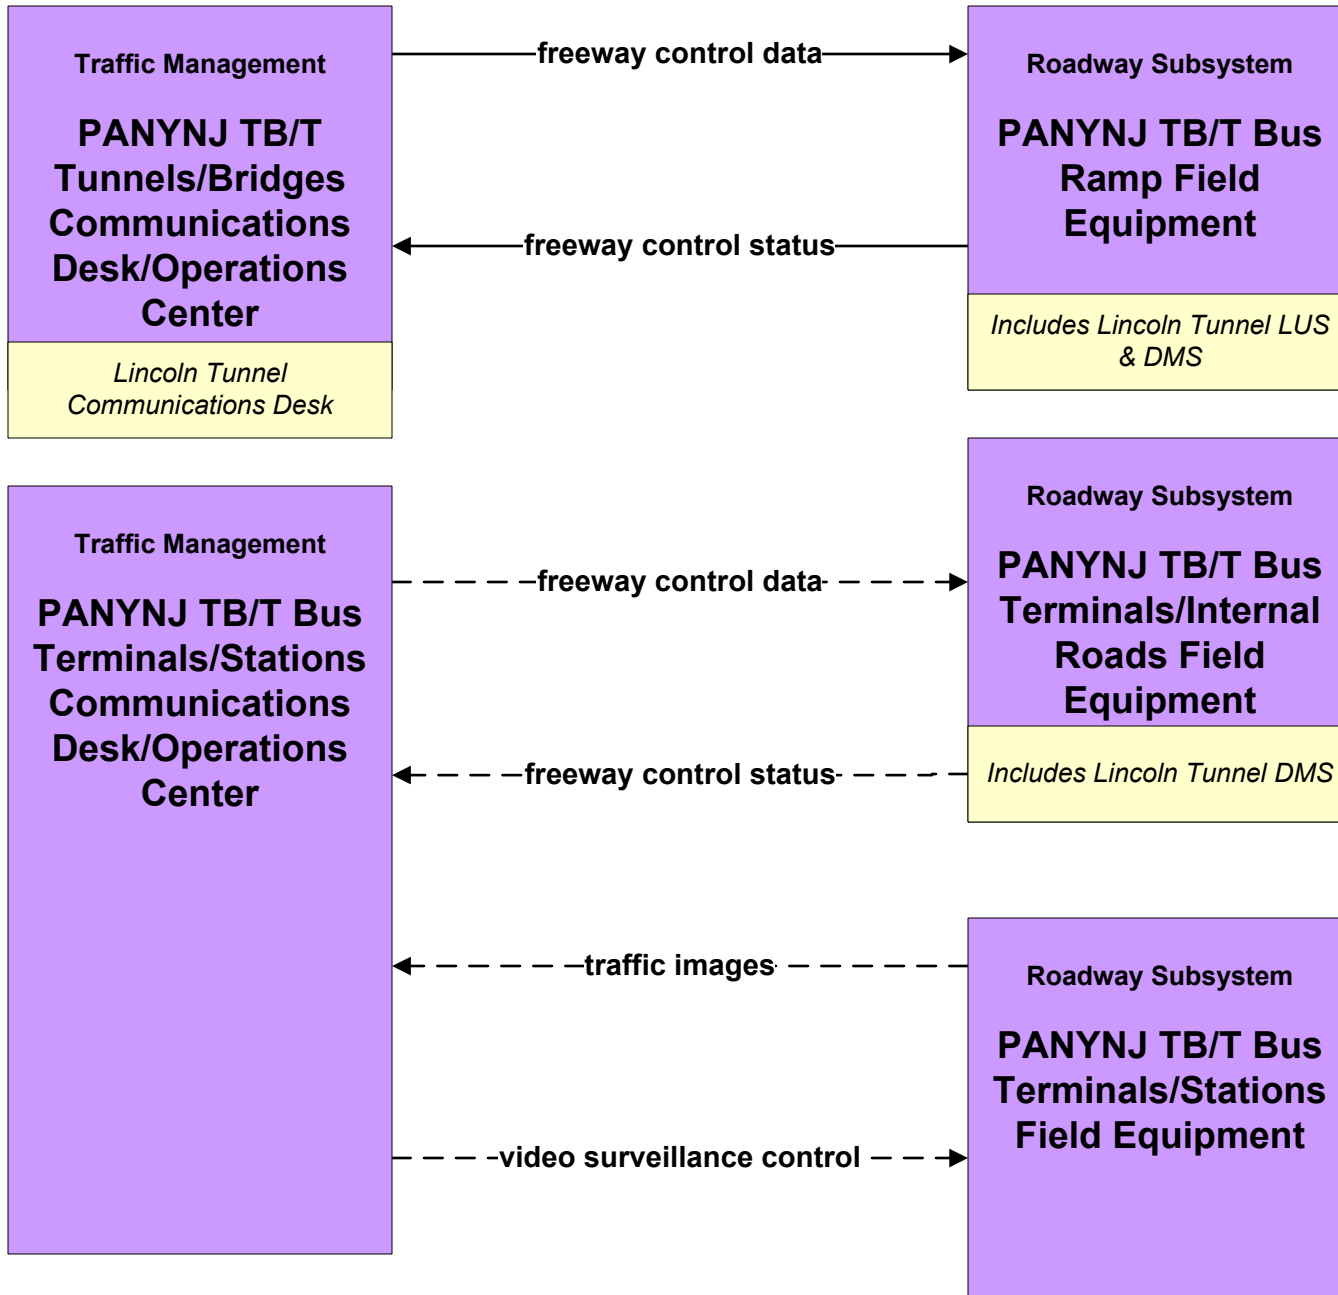 Traffic Management
PANYNJ TB/T
Tunnels/Bridges
Communications
Desk/Operations
Center
Lincoln Tunnel
Communications Desk
freeway control data
freeway control status
Roadway Subsystem
PANYNJ TB/T Bus
Ramp Field
Equipment
Includes Lincoln Tunnel LUS
& DMS
Traffic Management
PANYNJ TB/T Bus
Terminals/Stations
Communications
Desk/Operations
Center
freeway control data
freeway control status
traffic images
video surveillance control
Roadway Subsystem
PANYNJ TB/T Bus
Terminals/Internal
Roads Field
Equipment
Includes Lincoln Tunnel DMS
Roadway Subsystem
PANYNJ TB/T Bus
Terminals/Stations
Field Equipment